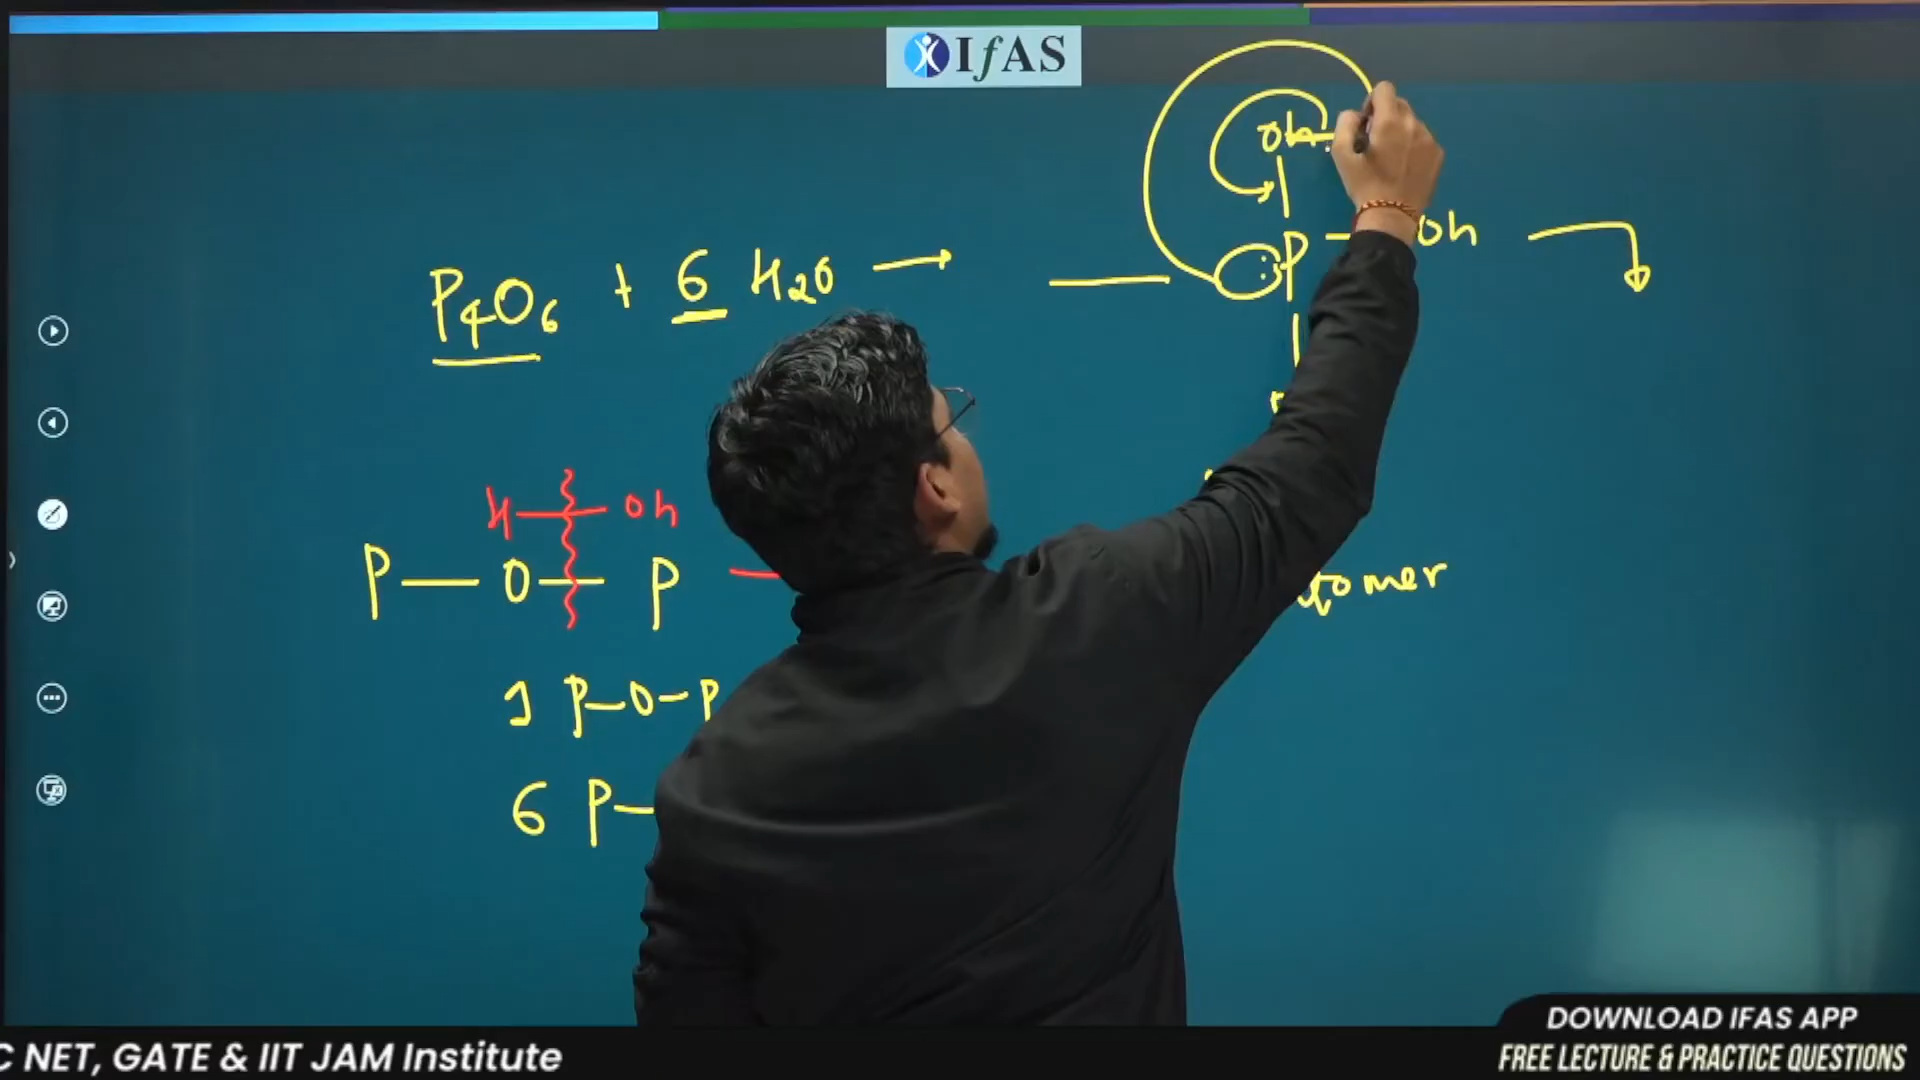 IfAS
oh
P oh
P4O6 + 6 H2O →
H oh
P — O — P
1 P-O-P
6 P-
C NET, GATE & IIT JAM Institute
DOWNLOAD IFAS APP
FREE LECTURE & PRACTICE QUESTIONS